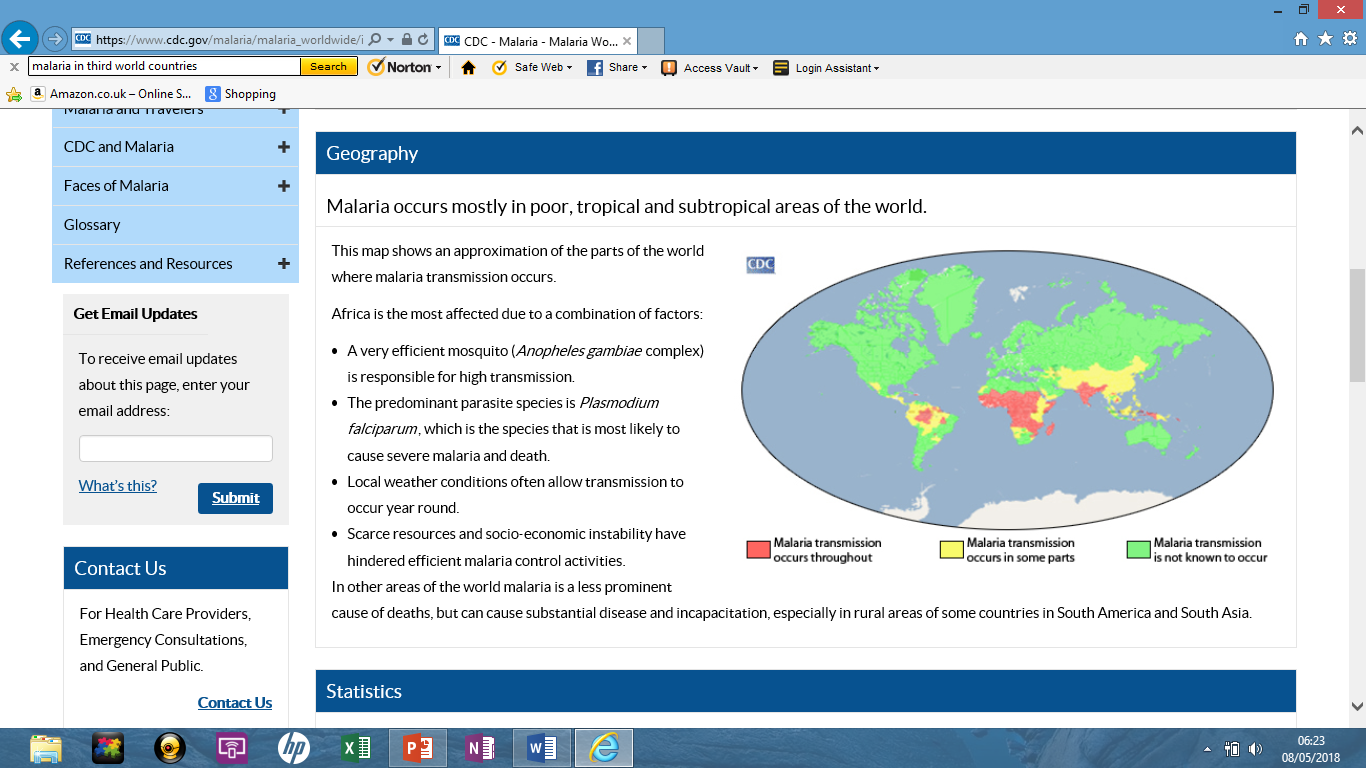 https://www.cdc.gov/malaria/malaria_worldwide/i
CDC
CDC - Malaria - Malaria Wo...
malaria in third world countries
Search
Norton
Safe Web
Share
Access Vault
Login Assistant
Amazon.co.uk – Online S...
Shopping
Malaria and Travelers
CDC and Malaria
Faces of Malaria
Glossary
References and Resources
Get Email Updates
To receive email updates
about this page, enter your
email address:
What's this?
Submit
Contact Us
For Health Care Providers,
Emergency Consultations,
and General Public.
Contact Us
Geography
Malaria occurs mostly in poor, tropical and subtropical areas of the world.
This map shows an approximation of the parts of the world
where malaria transmission occurs.
Africa is the most affected due to a combination of factors:
• A very efficient mosquito (Anopheles gambiae complex)
is responsible for high transmission.
• The predominant parasite species is Plasmodium
falciparum, which is the species that is most likely to
cause severe malaria and death.
• Local weather conditions often allow transmission to
occur year round.
• Scarce resources and socio-economic instability have
hindered efficient malaria control activities.
In other areas of the world malaria is a less prominent
cause of deaths, but can cause substantial disease and incapacitation, especially in rural areas of some countries in South America and South Asia.
CDC
Malaria transmission
occurs throughout
Malaria transmission
occurs in some parts
Malaria transmission
is not known to occur
Statistics
06:23
08/05/2018